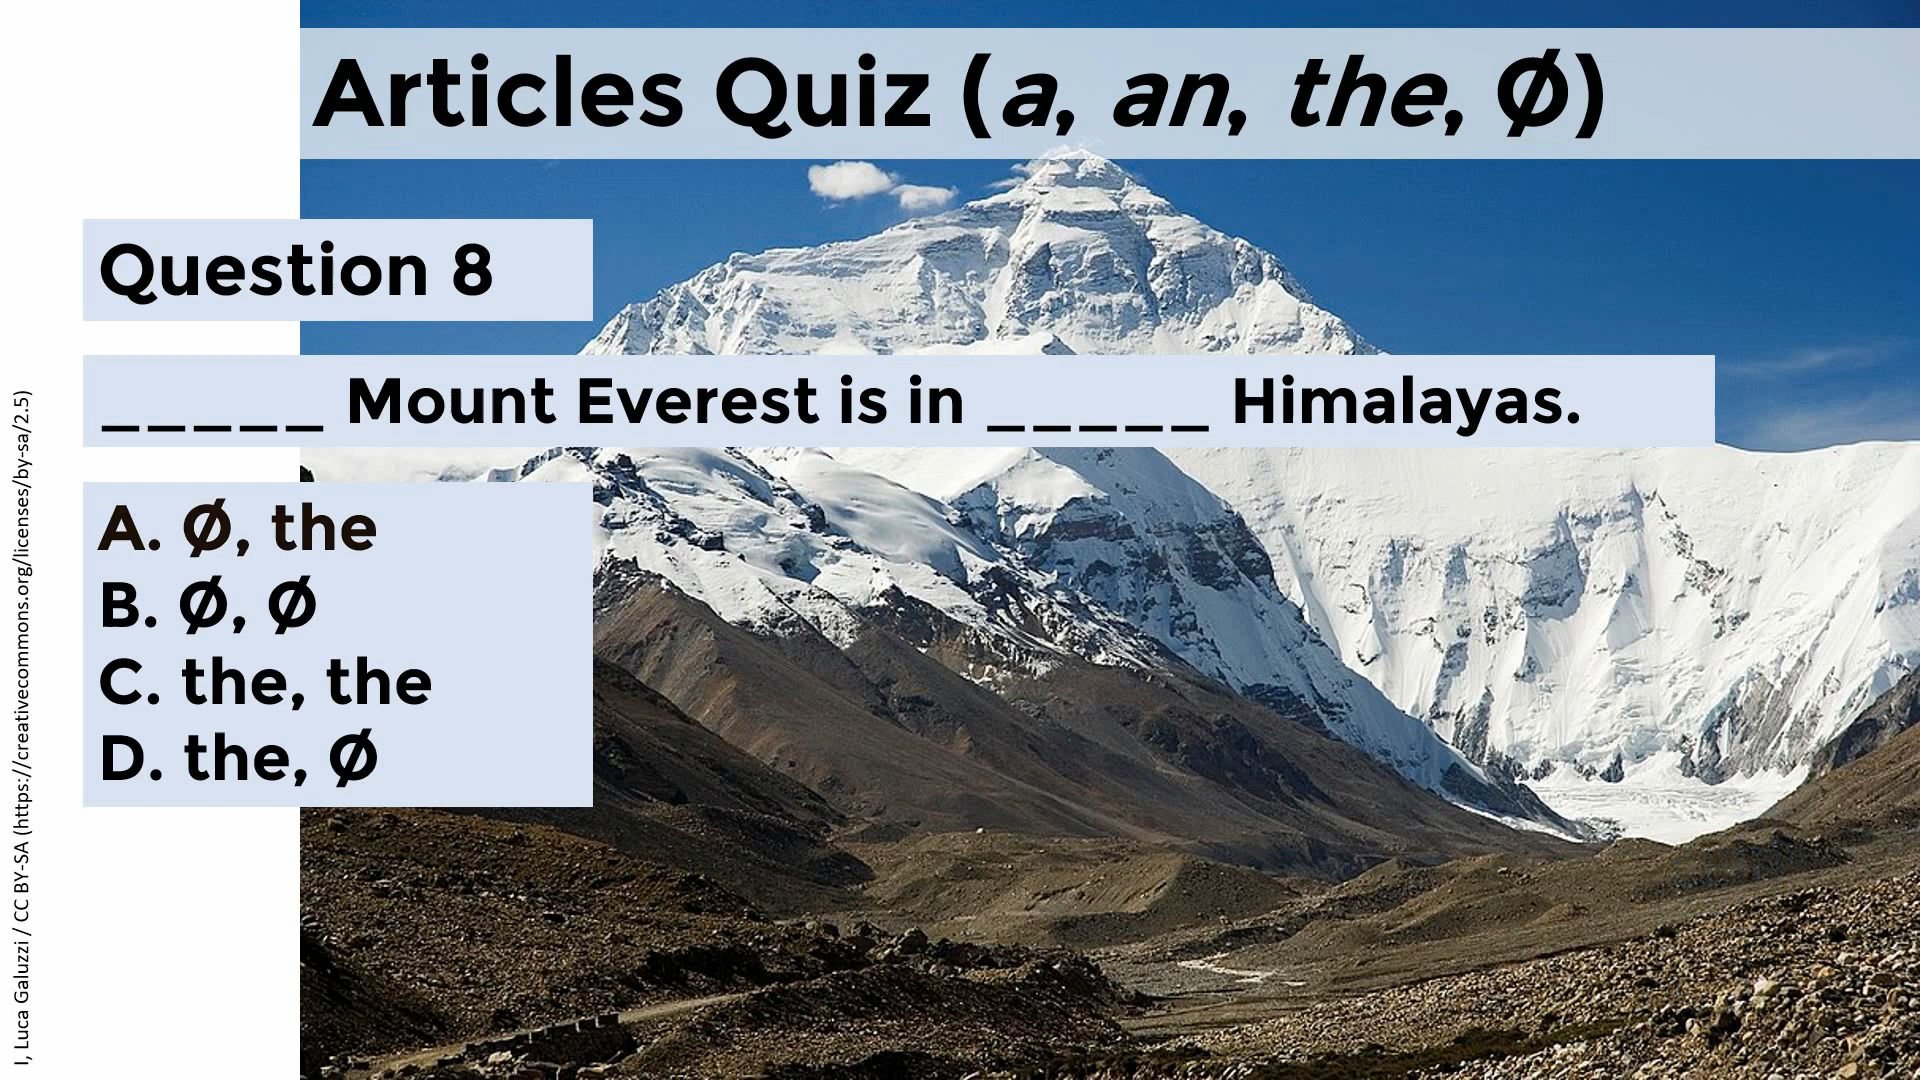 Articles Quiz (a, an, the, Ø)
Question 8
_____ Mount Everest is in _____ Himalayas.
A. Ø, the
B. Ø, Ø
C. the, the
D. the, Ø
I, Luca Galuzzi / CC BY-SA (https://creativecommons.org/licenses/by-sa/2.5)